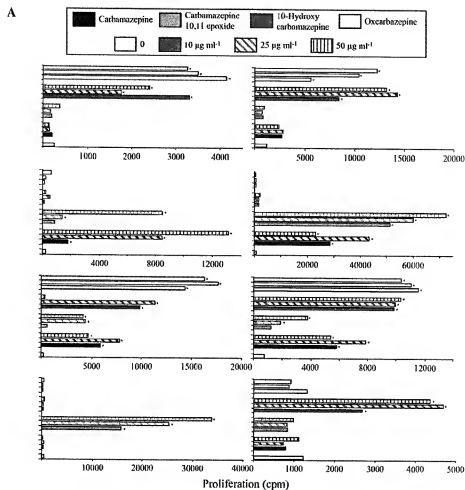 A
Carbamazepine
Carbamazepine 10,11 epoxide
10-Hydroxy carbomazepine
Oxcarbazepine
0
10 µg ml-1
25 µg ml-1
50 µg ml-1
1000 2000 3000 4000
5000 10000 15000 20000
4000 8000 12000
20000 40000 60000
5000 10000 15000 20000
4000 8000 12000
10000 20000 30000 40000
0 1000 2000 3000 4000 5000
Proliferation (cpm)